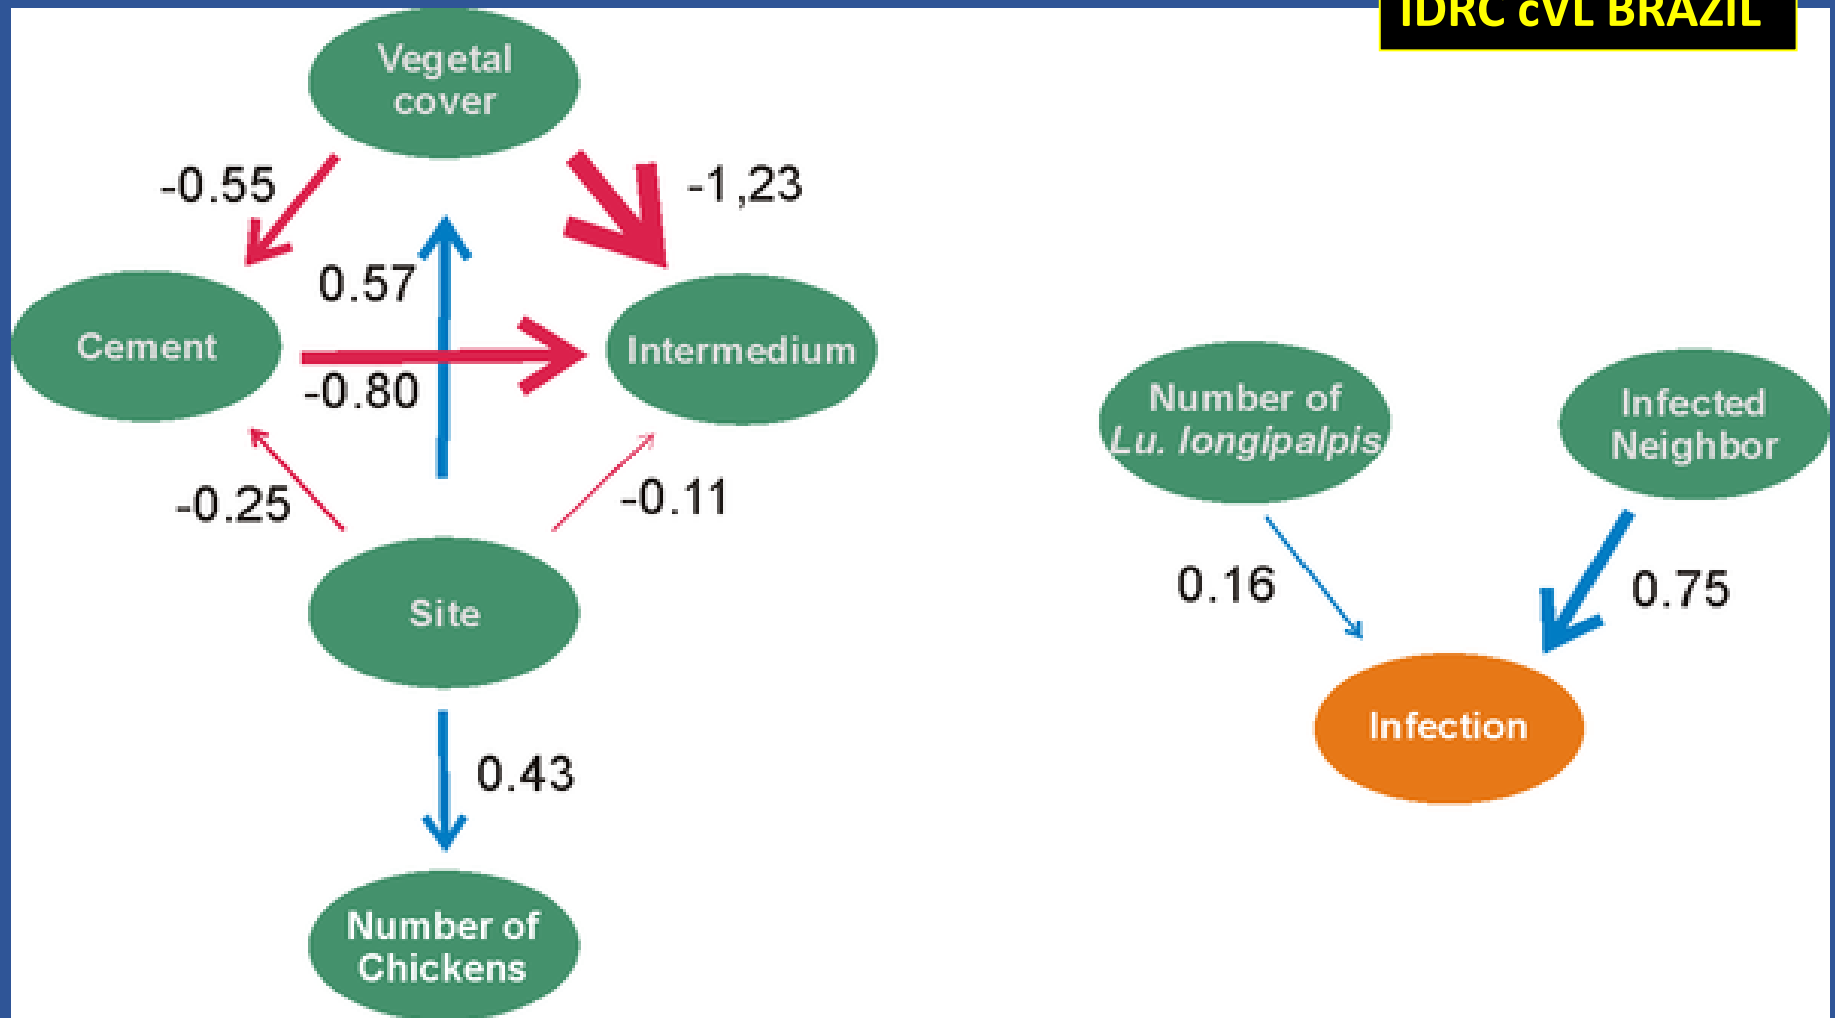 IDRC cVL BRAZIL
Vegetal
cover
-0.55
-1,23
0.57
Cement
Intermedium
-0.80
-0.25
-0.11
Site
0.43
Number of
Chickens
Number of
Lu. longipalpis
Infected
Neighbor
0.16
0.75
Infection